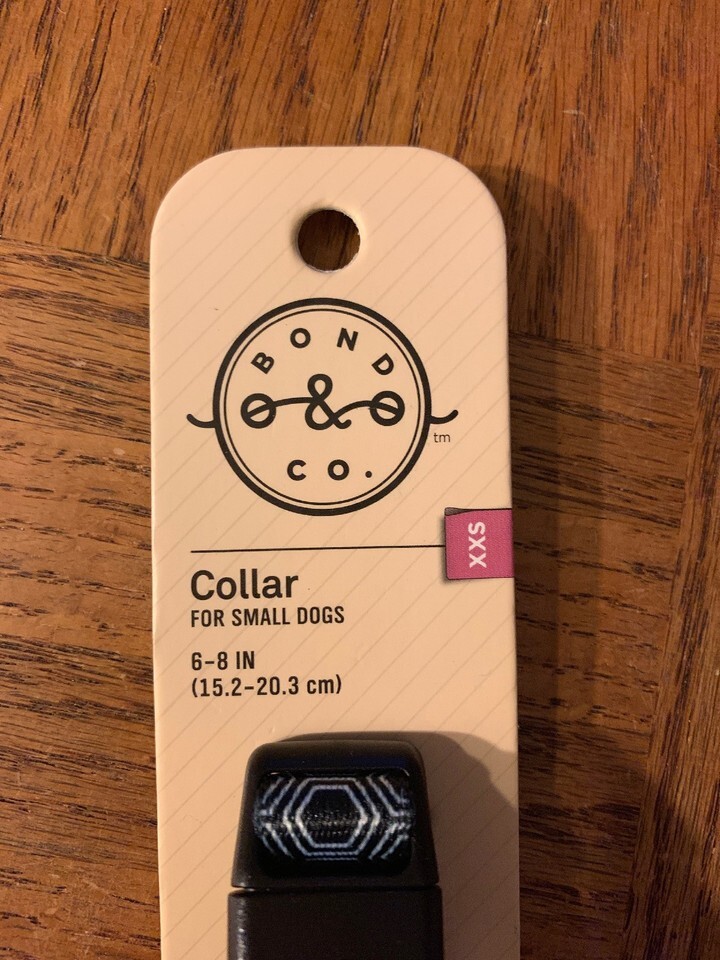 BOND
&
CO.
tm
XXS
Collar
FOR SMALL DOGS
6-8 IN
(15.2-20.3 cm)